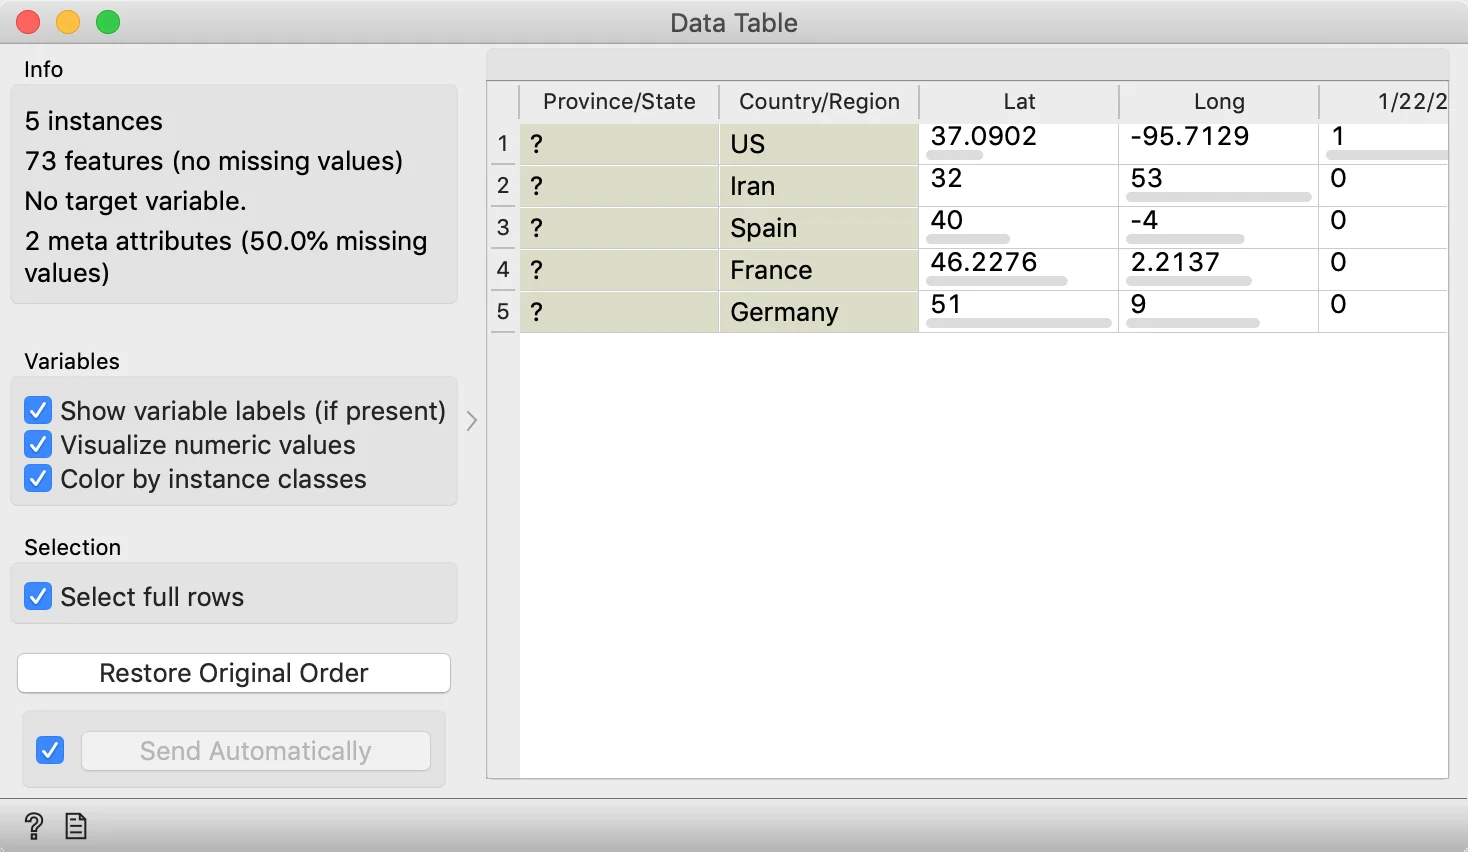 Data Table
Info
5 instances
73 features (no missing values)
No target variable.
2 meta attributes (50.0% missing
values)
Variables
Show variable labels (if present)
Visualize numeric values
Color by instance classes
Selection
Select full rows
Restore Original Order
Send Automatically
Province/State Country/Region Lat Long 1/22/2
1 ? US 37.0902 -95.7129 1
2 ? Iran 32 53 0
3 ? Spain 40 -4 0
4 ? France 46.2276 2.2137 0
5 ? Germany 51 9 0
?